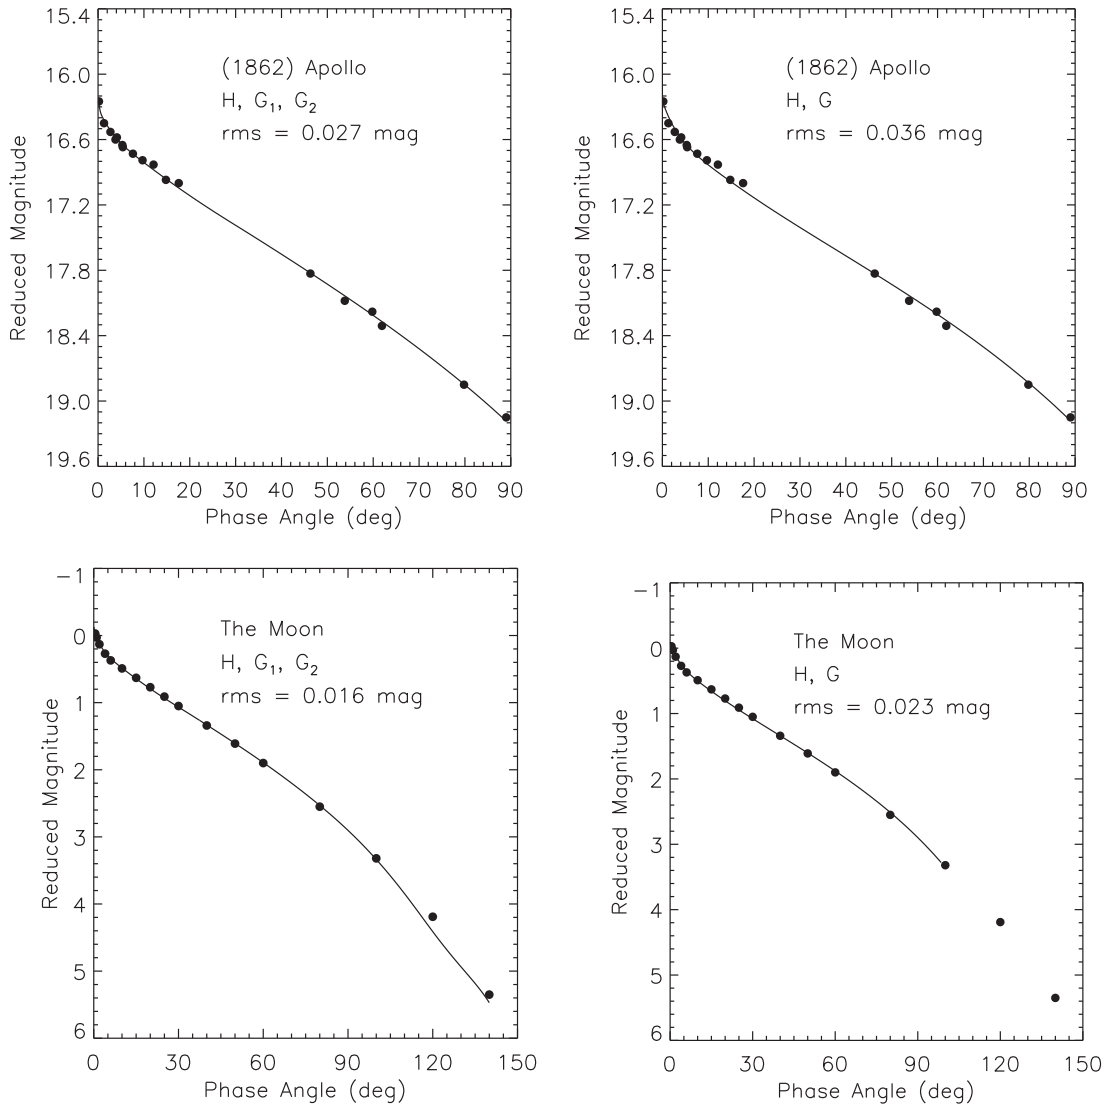 15.4
16.0
16.6
17.2
17.8
18.4
19.0
19.6
Reduced Magnitude
(1862) Apollo
H, G₁, G₂
rms = 0.027 mag
0 10 20 30 40 50 60 70 80 90
Phase Angle (deg)
15.4
16.0
16.6
17.2
17.8
18.4
19.0
19.6
Reduced Magnitude
(1862) Apollo
H, G
rms = 0.036 mag
0 10 20 30 40 50 60 70 80 90
Phase Angle (deg)
−1
0
1
2
3
4
5
6
Reduced Magnitude
The Moon
H, G₁, G₂
rms = 0.016 mag
0 30 60 90 120 150
Phase Angle (deg)
−1
0
1
2
3
4
5
6
Reduced Magnitude
The Moon
H, G
rms = 0.023 mag
0 30 60 90 120 150
Phase Angle (deg)